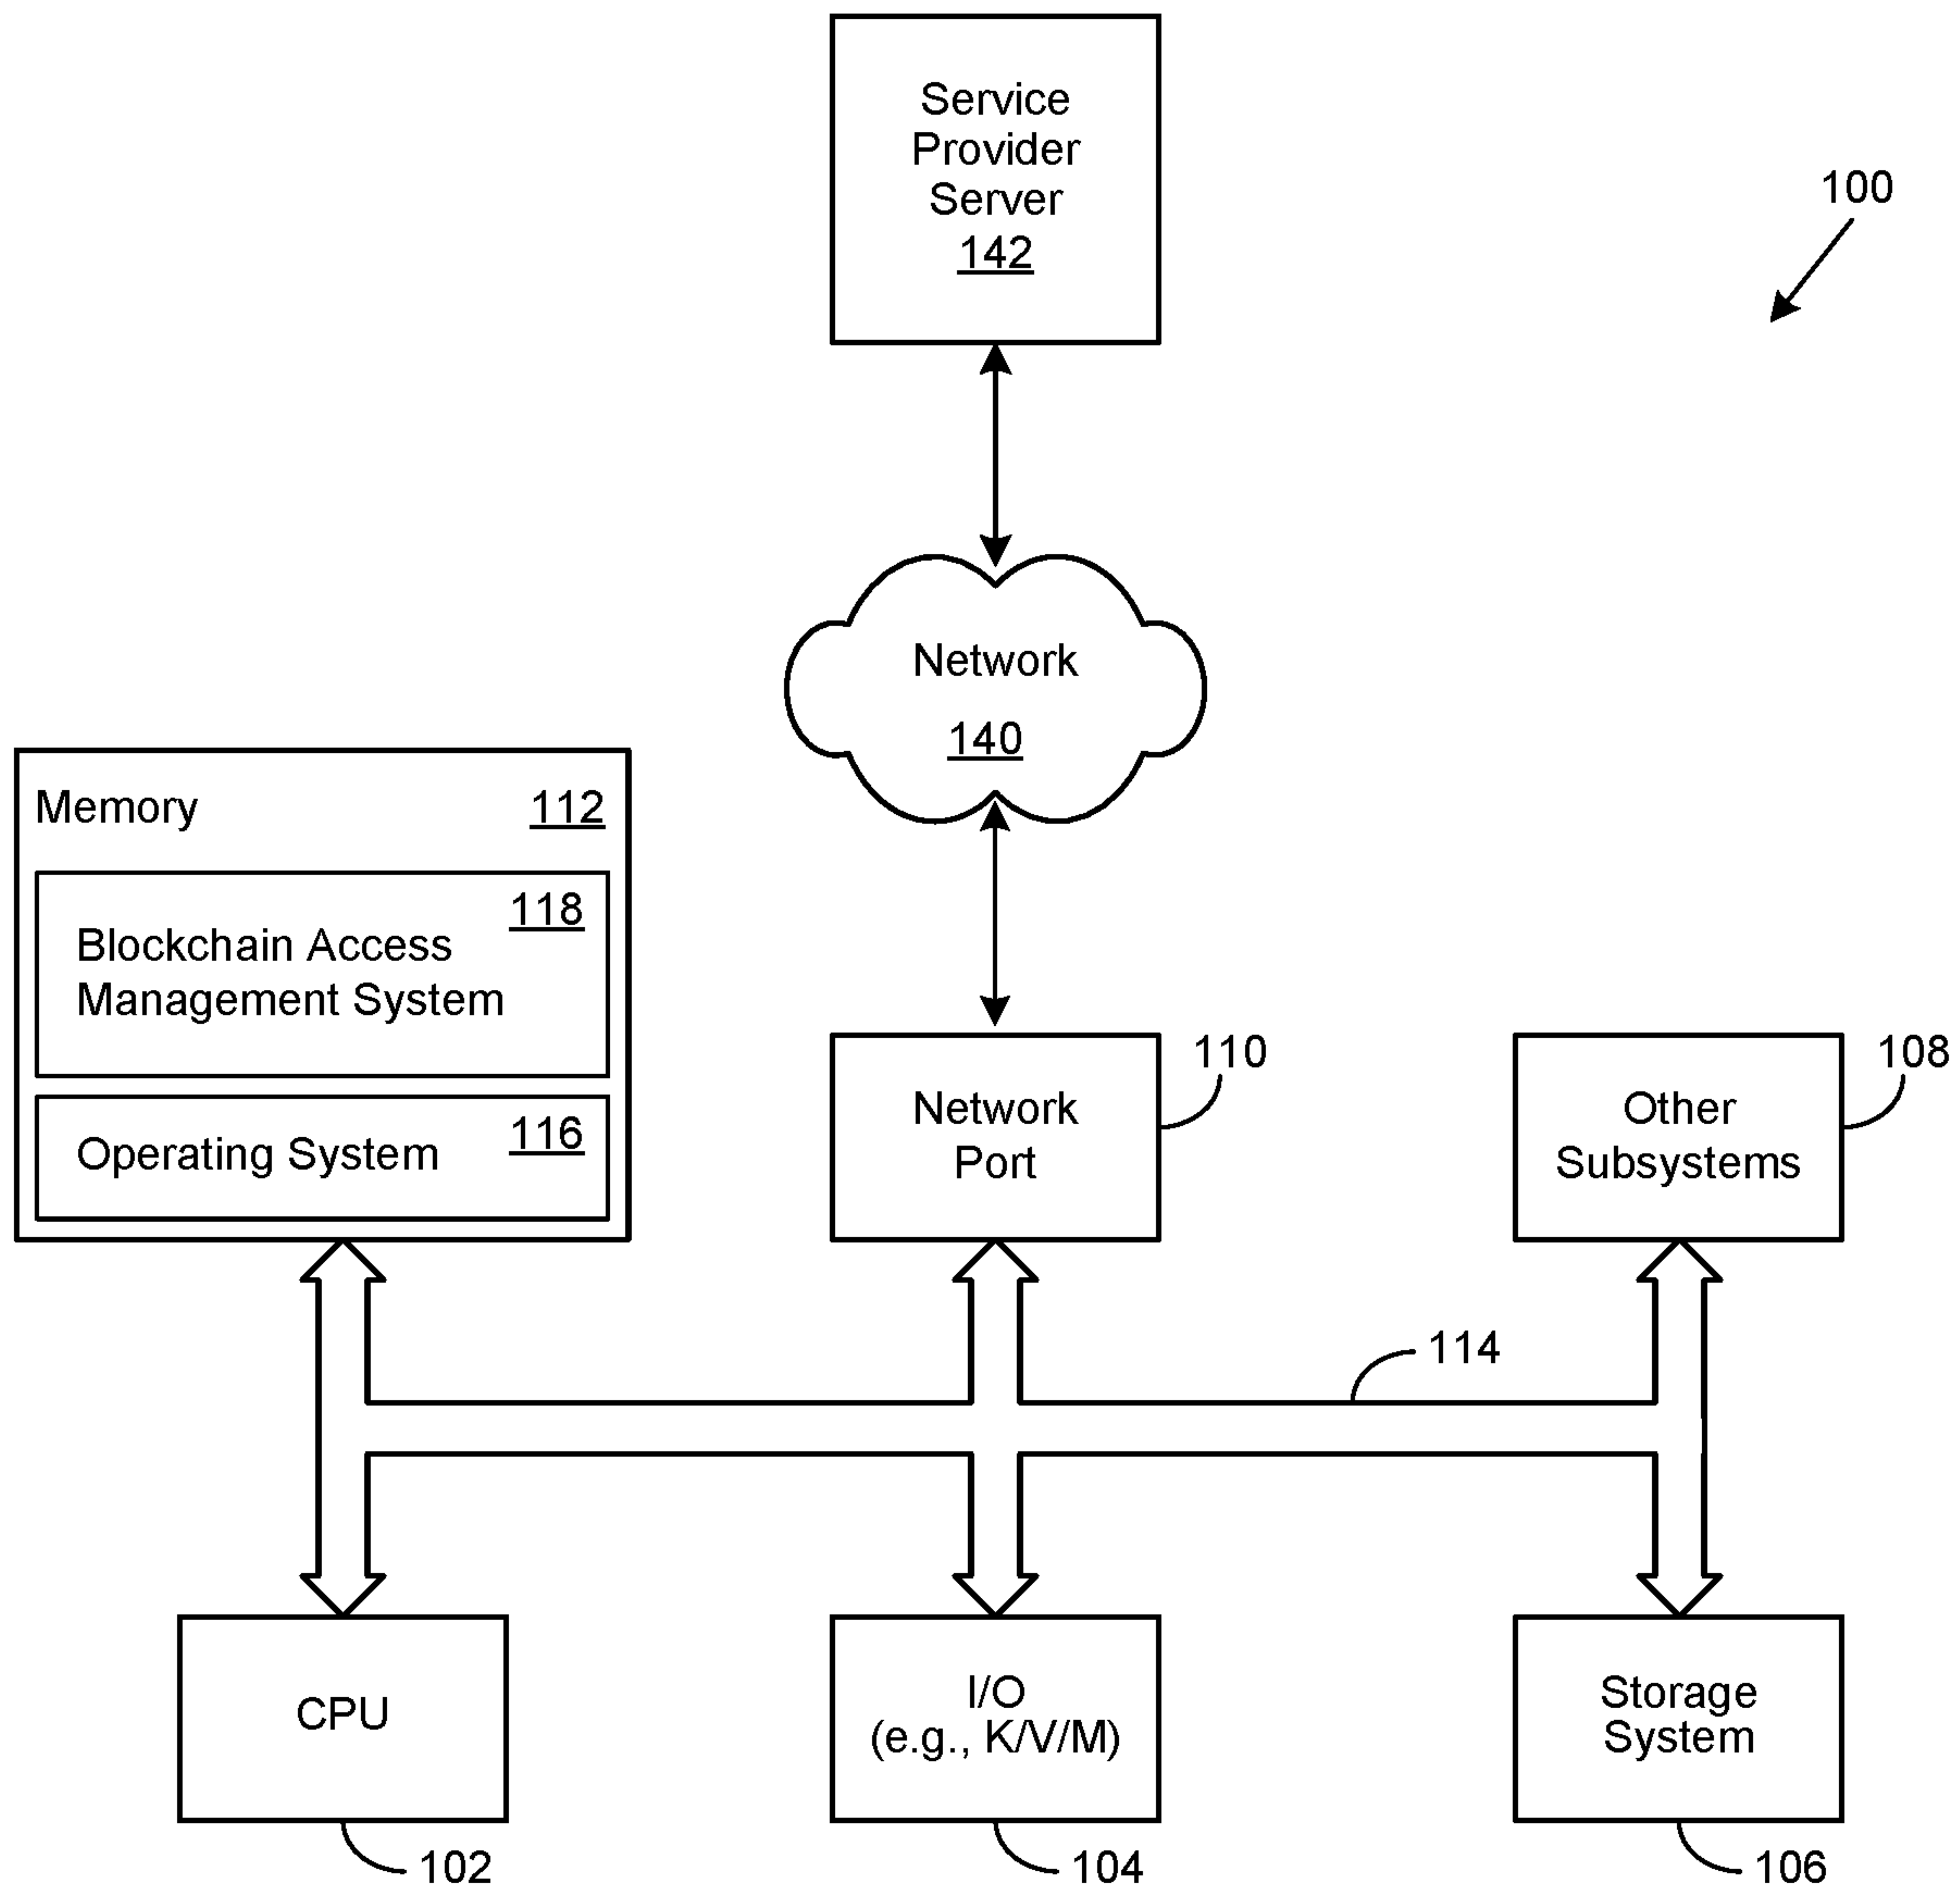 Service
Provider
Server
142
100
Network
140
Memory 112
118
Blockchain Access
Management System
116
Operating System
Network
Port
110
Other
Subsystems
108
114
CPU
102
I/O
(e.g., K/V/M)
104
Storage
System
106